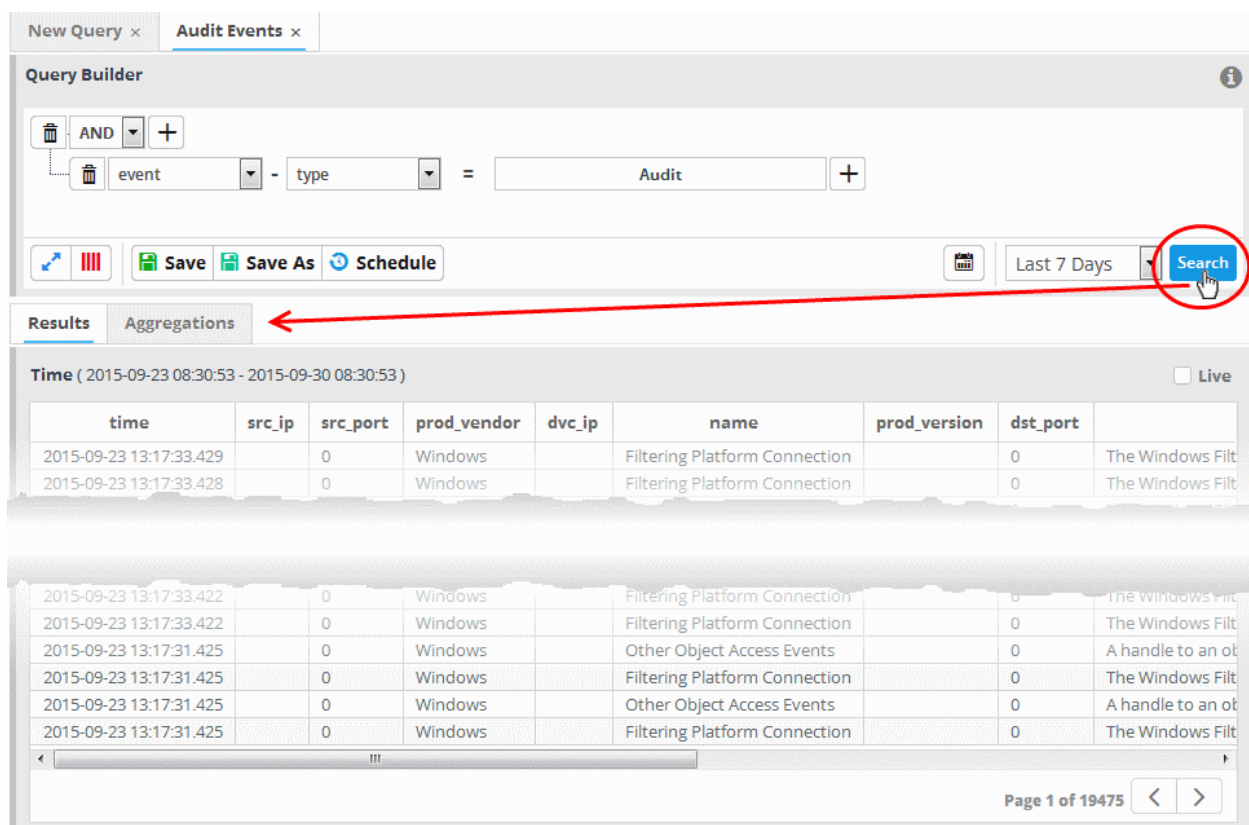 New Query ×
Audit Events ×
Query Builder
AND
event - type = Audit
Save Save As Schedule Last 7 Days Search
Results Aggregations
Time ( 2015-09-23 08:30:53 - 2015-09-30 08:30:53 ) Live
time src_ip src_port prod_vendor dvc_ip name prod_version dst_port
2015-09-23 13:17:33.429 0 Windows Filtering Platform Connection 0 The Windows Filt
2015-09-23 13:17:33.428 0 Windows Filtering Platform Connection 0 The Windows Filt
2015-09-23 13:17:33.422 0 Windows Filtering Platform Connection 0 The Windows Filt
2015-09-23 13:17:33.422 0 Windows Filtering Platform Connection 0 The Windows Filt
2015-09-23 13:17:31.425 0 Windows Other Object Access Events 0 A handle to an ob
2015-09-23 13:17:31.425 0 Windows Filtering Platform Connection 0 The Windows Filt
2015-09-23 13:17:31.425 0 Windows Other Object Access Events 0 A handle to an ob
2015-09-23 13:17:31.425 0 Windows Filtering Platform Connection 0 The Windows Filt
Page 1 of 19475